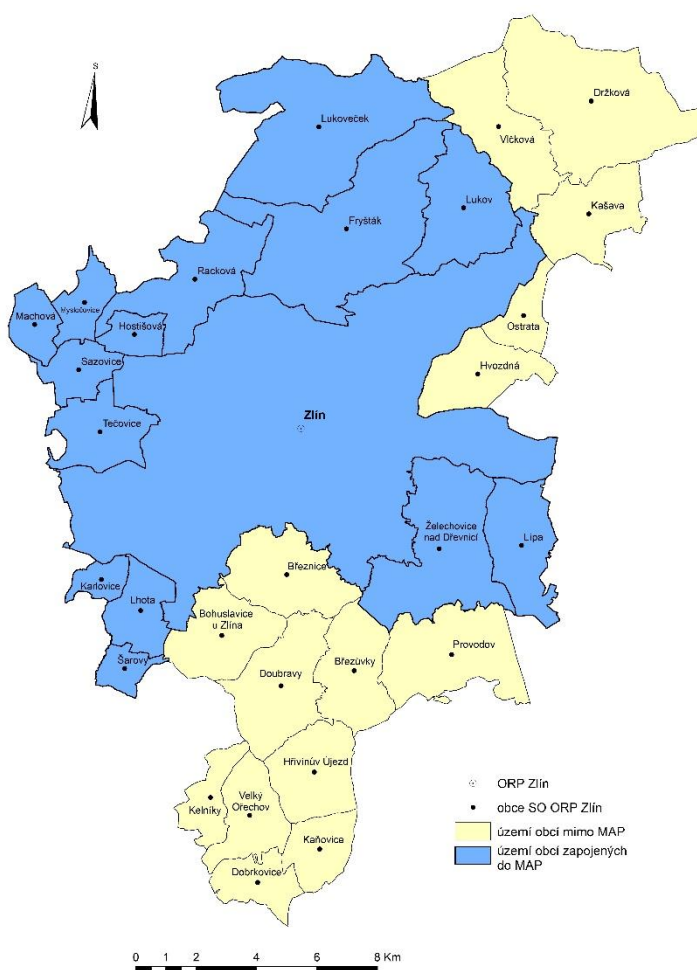 S
Lukoveček
Držková
Vlčková
Lukov
Kašava
Fryšták
Racková
Mysločovice
Machová
Hostišová
Ostrata
Sazovice
Hvozdná
Zlín
Tečovice
Želechovice
nad Dřevnicí
Lípa
Březnice
Karlovice
Lhota
Bohuslavice
u Zlína
Šarovy
Provodov
Doubravy
Březůvky
Hřivínův Újezd
Kelníky
Velký
Ořechov
Kaňovice
Dobrkovice
ORP Zlín
obce SO ORP Zlín
území obcí mimo MAP
území obcí zapojených
do MAP
0 1 2 4 6 8 Km